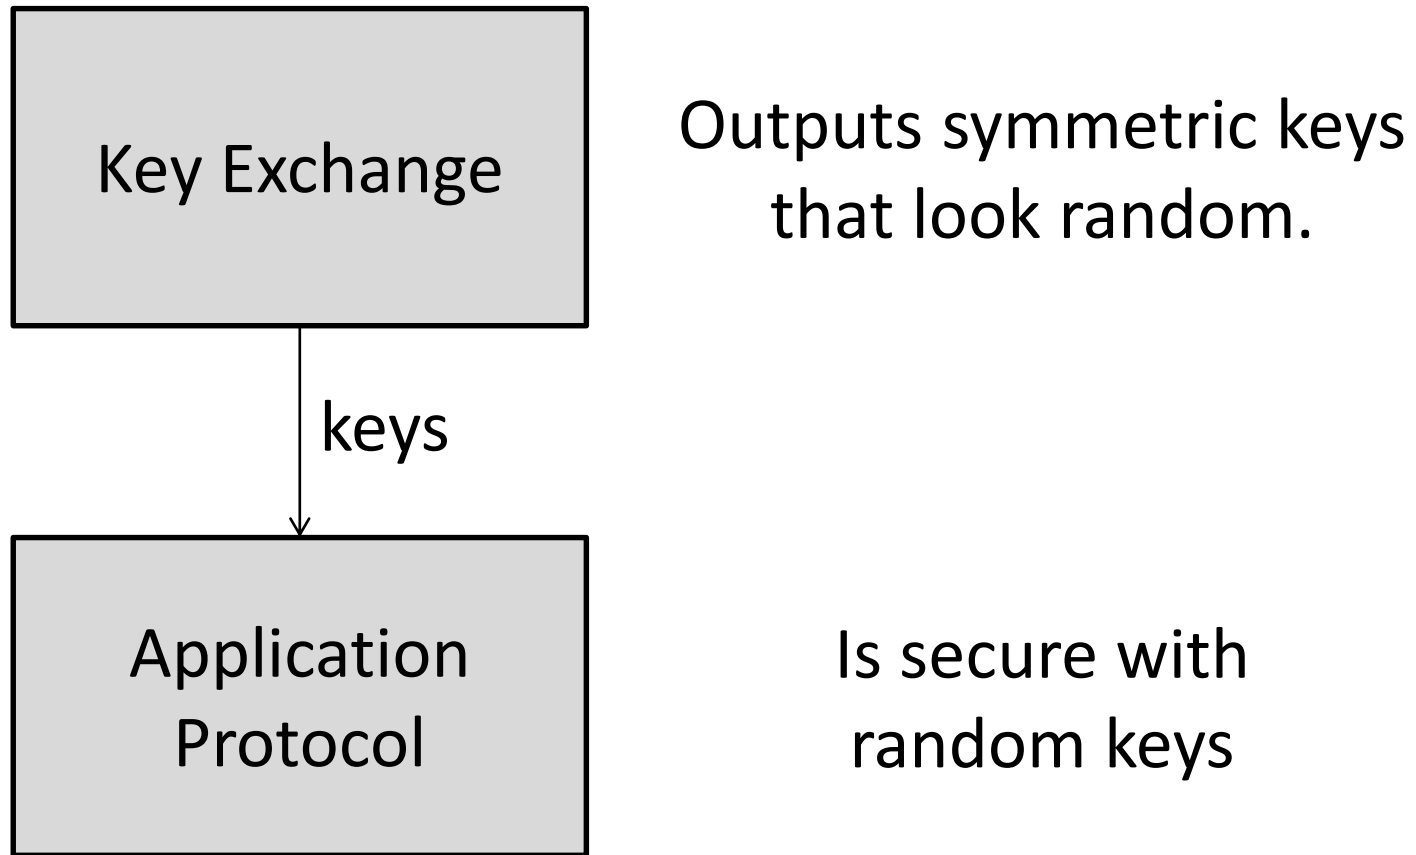 Key Exchange
Outputs symmetric keys
that look random.
keys
Application
Protocol
Is secure with
random keys